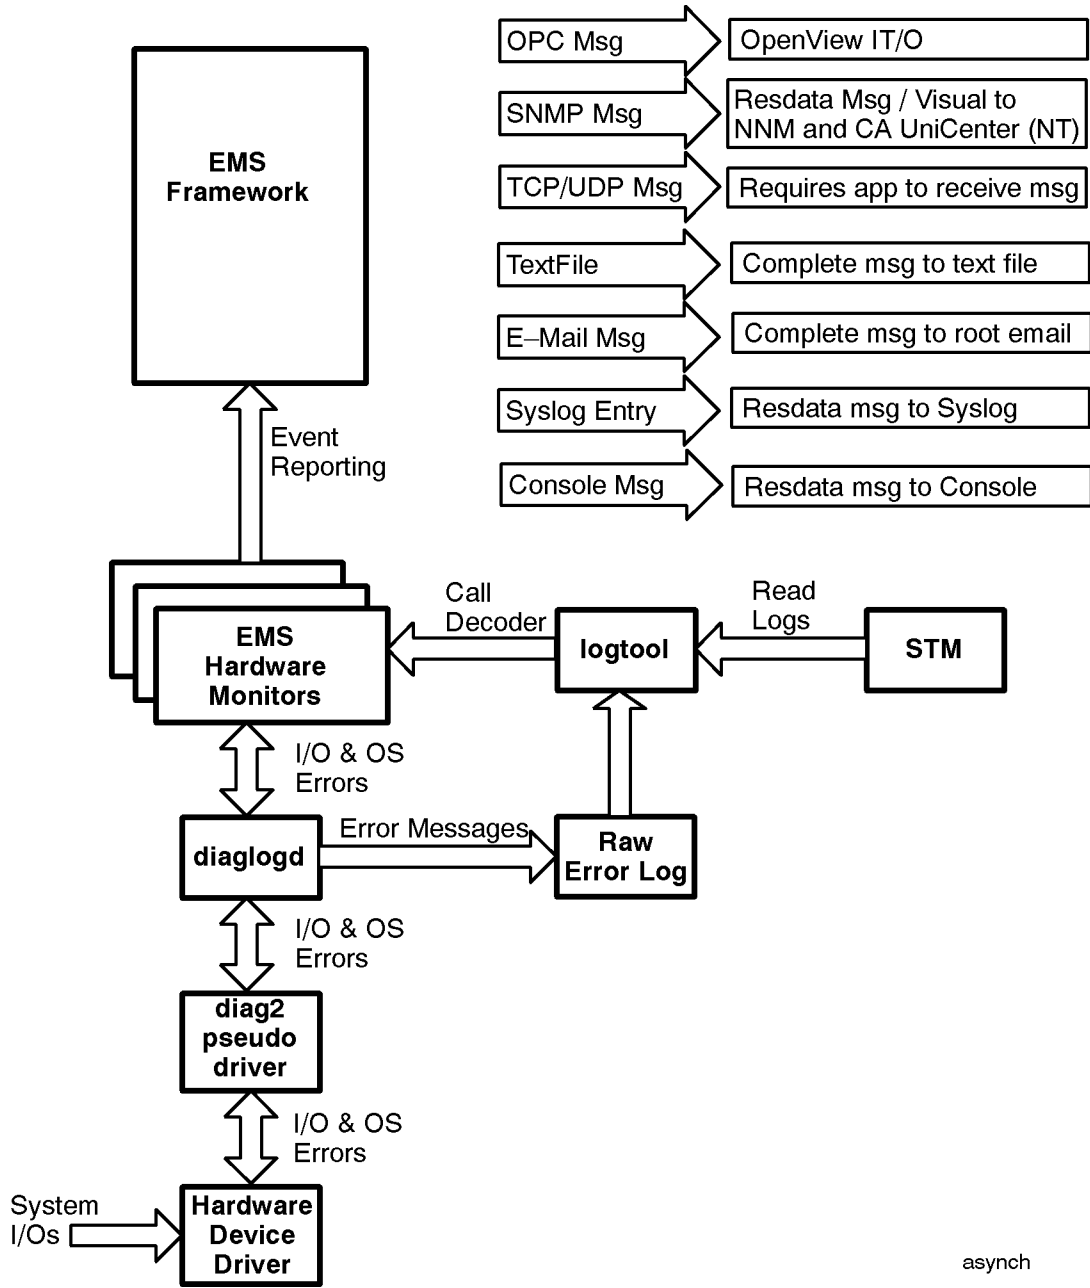 EMS
Framework
OPC Msg
OpenView IT/O
SNMP Msg
Resdata Msg / Visual to
NNM and CA UniCenter (NT)
TCP/UDP Msg
Requires app to receive msg
TextFile
Complete msg to text file
E–Mail Msg
Complete msg to root email
Syslog Entry
Resdata msg to Syslog
Console Msg
Resdata msg to Console
Event
Reporting
EMS
Hardware
Monitors
Call
Decoder
logtool
Read
Logs
STM
I/O & OS
Errors
diaglogd
Error Messages
Raw
Error Log
I/O & OS
Errors
diag2
pseudo
driver
I/O & OS
Errors
System
I/Os
Hardware
Device
Driver
asynch